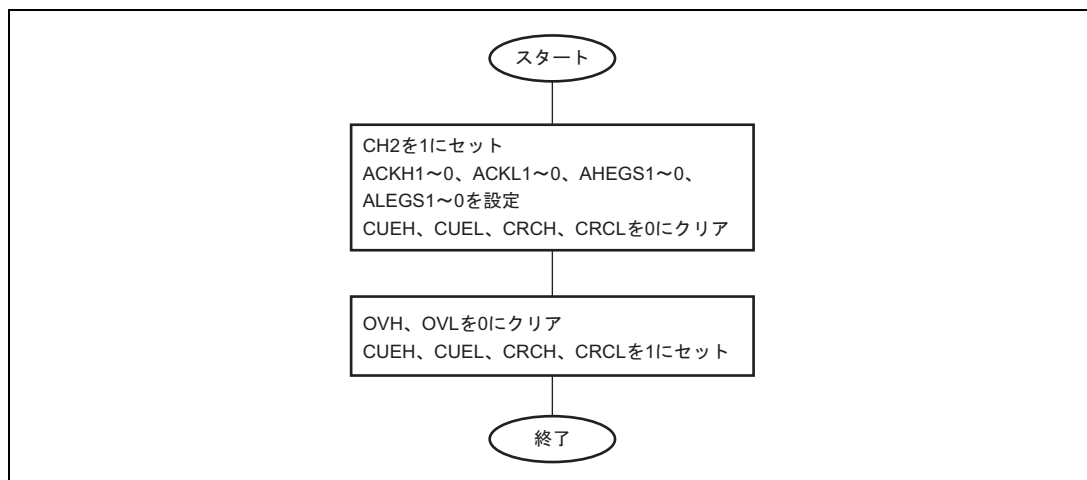 スタート
CH2を1にセット
ACKH1～0、ACKL1～0、AHEGS1～0、
ALEGS1～0を設定
CUEH、CUEL、CRCH、CRCLを0にクリア
OVH、OVLを0にクリア
CUEH、CUEL、CRCH、CRCLを1にセット
終了